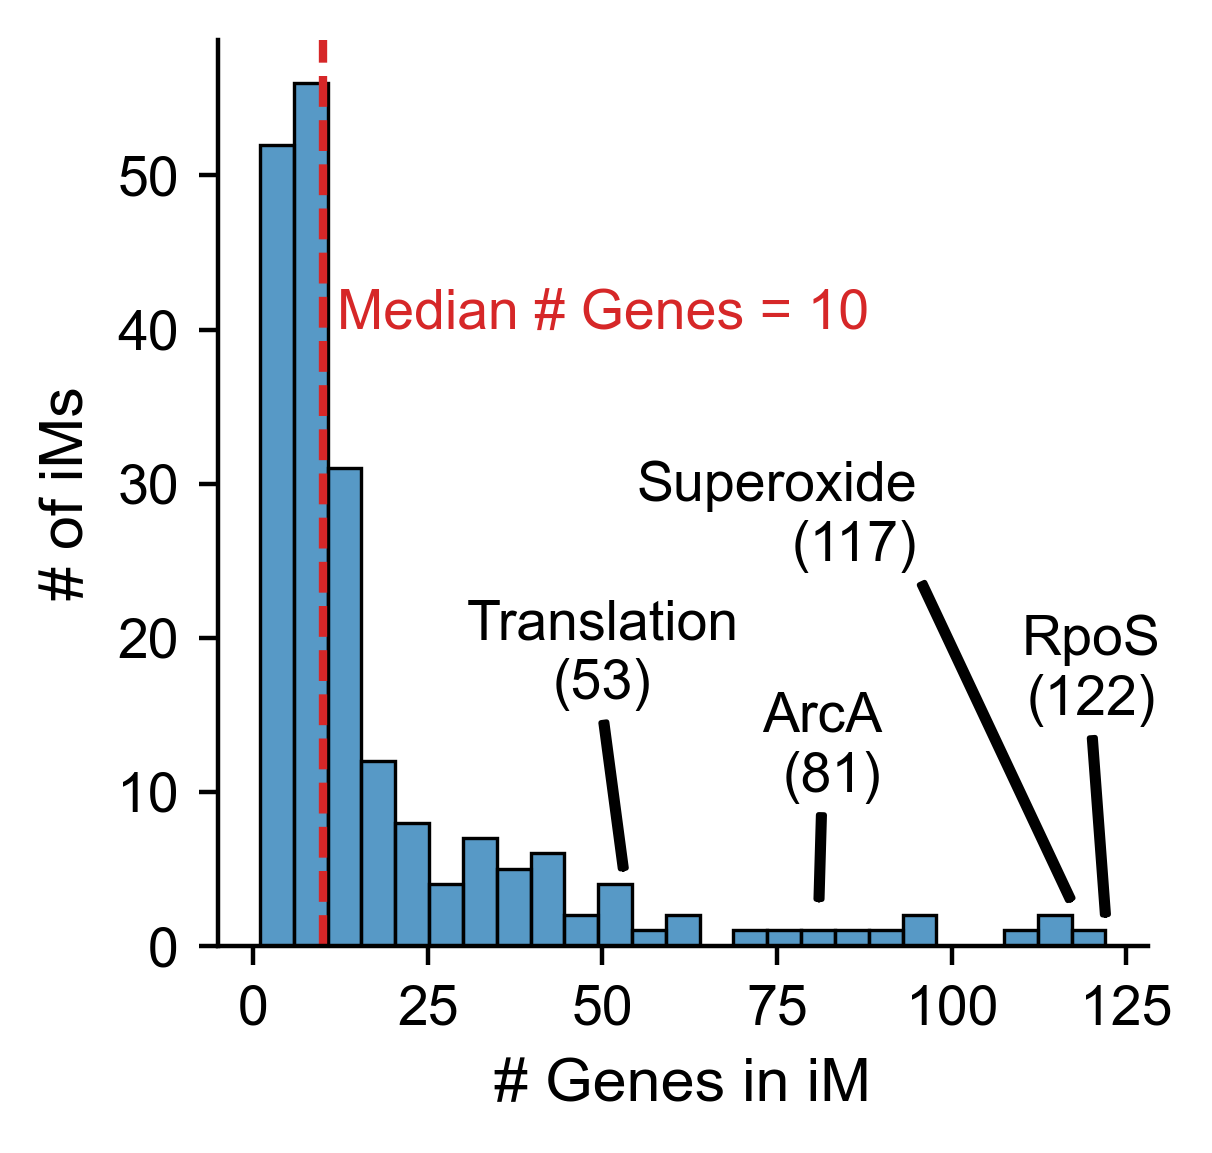 50
40
30
20
10
0
# of iMs
Median # Genes = 10
Superoxide
(117)
Translation
(53)
RpoS
(122)
ArcA
(81)
0 25 50 75 100 125
# Genes in iM